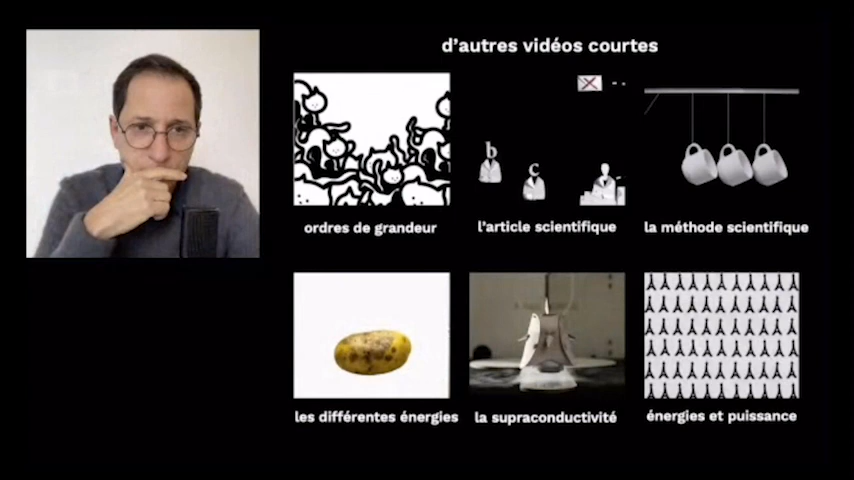 d'autres vidéos courtes
b
c
ordres de grandeur
l'article scientifique
la méthode scientifique
les différentes énergies
la supraconductivité
énergies et puissance